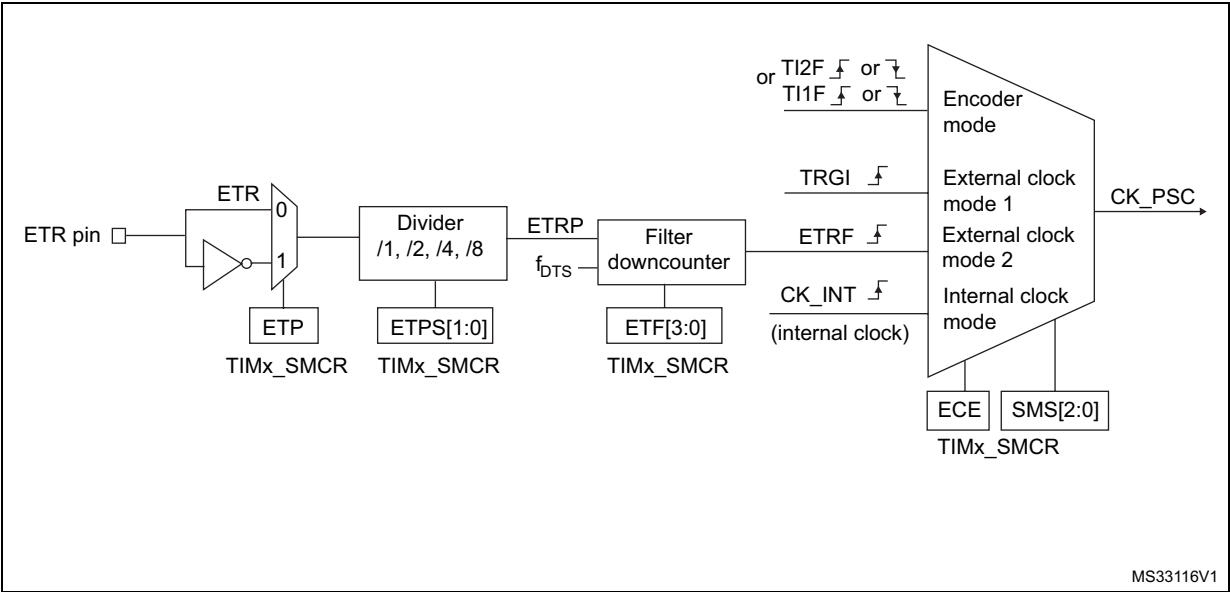 or TI2F or
TI1F or
Encoder
mode
TRGI
External clock
mode 1
CK_PSC
ETR
0
ETR pin
1
Divider
/1, /2, /4, /8
ETRP
fDTS
Filter
downcounter
ETRF
External clock
mode 2
CK_INT
(internal clock)
Internal clock
mode
ETP
TIMx_SMCR
ETPS[1:0]
TIMx_SMCR
ETF[3:0]
TIMx_SMCR
ECE
SMS[2:0]
TIMx_SMCR
MS33116V1